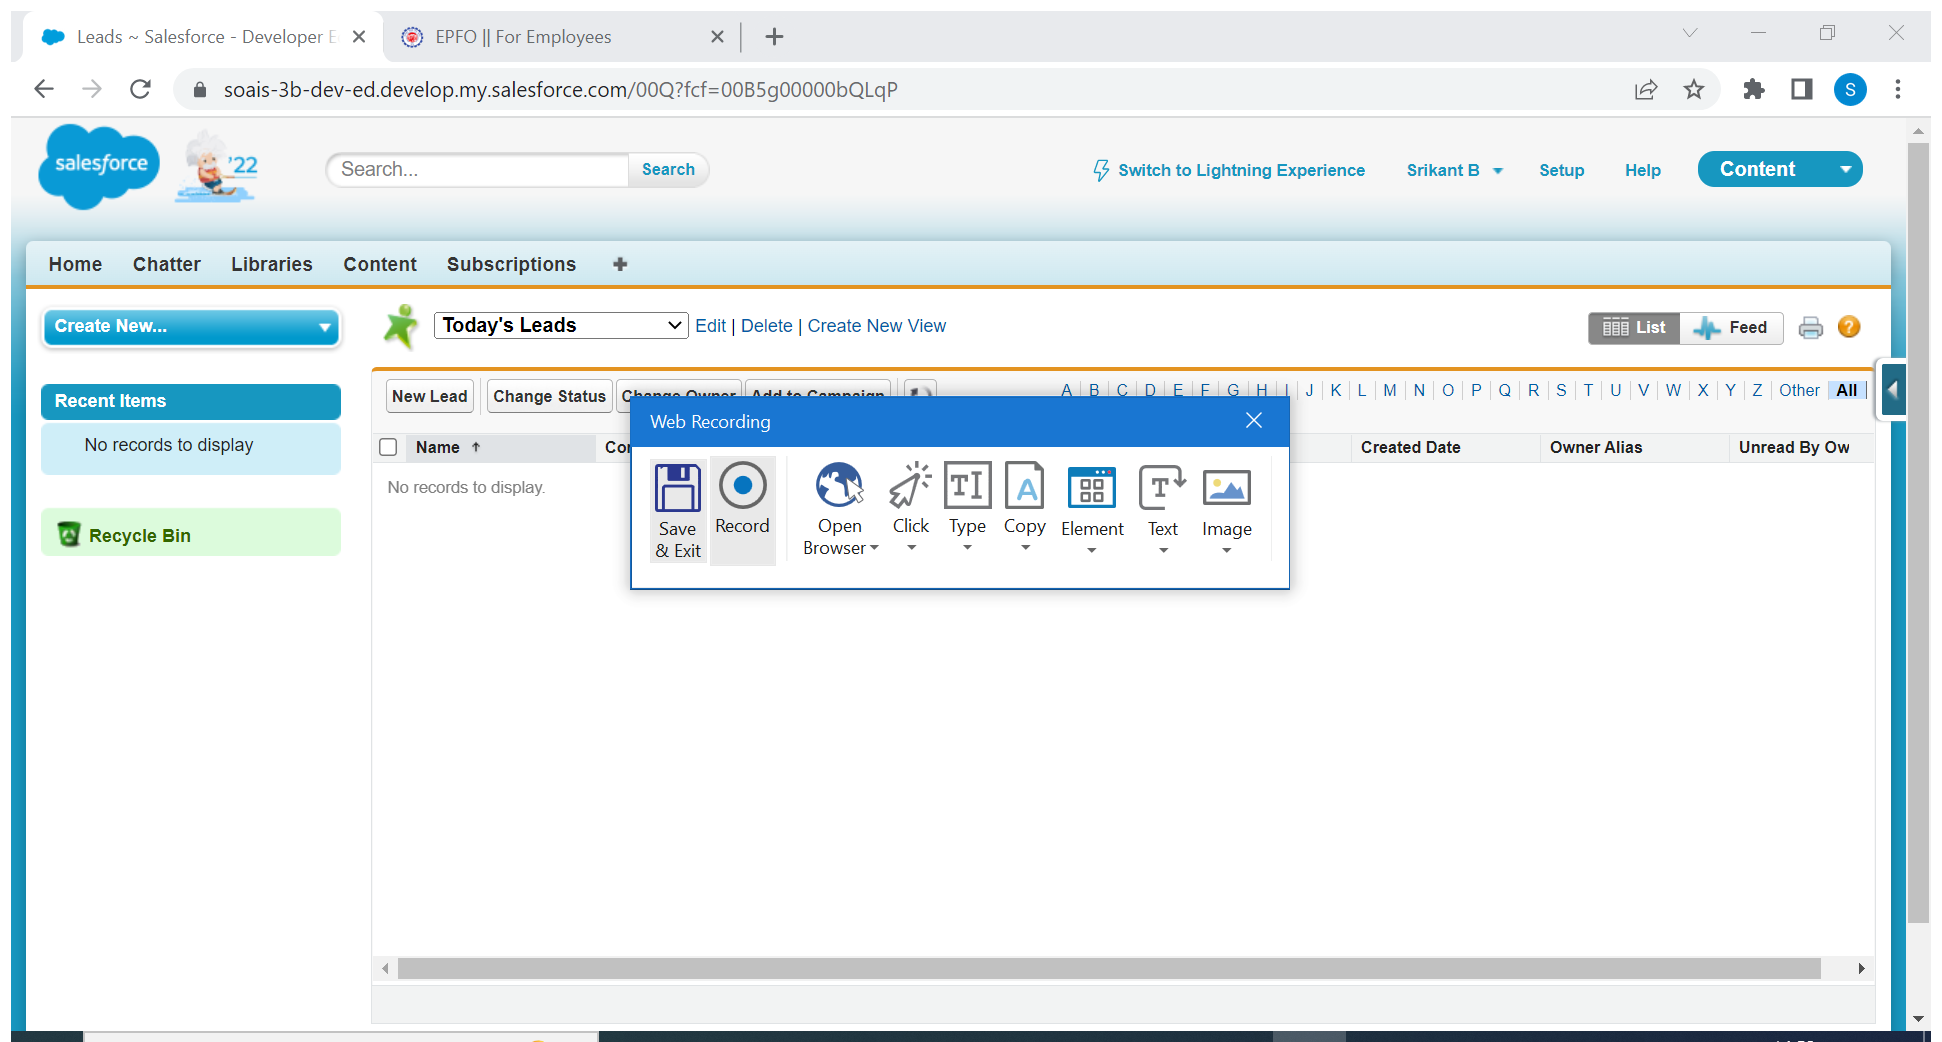 Leads ~ Salesforce - Developer E
EPFO || For Employees
soais-3b-dev-ed.develop.my.salesforce.com/00Q?fcf=00B5g00000bQLqP
S
salesforce
'22
Search...
Search
Switch to Lightning Experience
Srikant B
Setup
Help
Content
Home
Chatter
Libraries
Content
Subscriptions
Create New...
Today's Leads
Edit | Delete | Create New View
List
Feed
?
Recent Items
No records to display
Recycle Bin
New Lead
Change Status
Change Owner
Add to Campaign
A | B | C | D | E | F | G | H | I | J | K | L | M | N | O | P | Q | R | S | T | U | V | W | X | Y | Z | Other | All
Name
Created Date
Owner Alias
Unread By Ow
No records to display.
Web Recording
Save
& Exit
Record
Open
Browser
Click
Type
Copy
Element
Text
Image